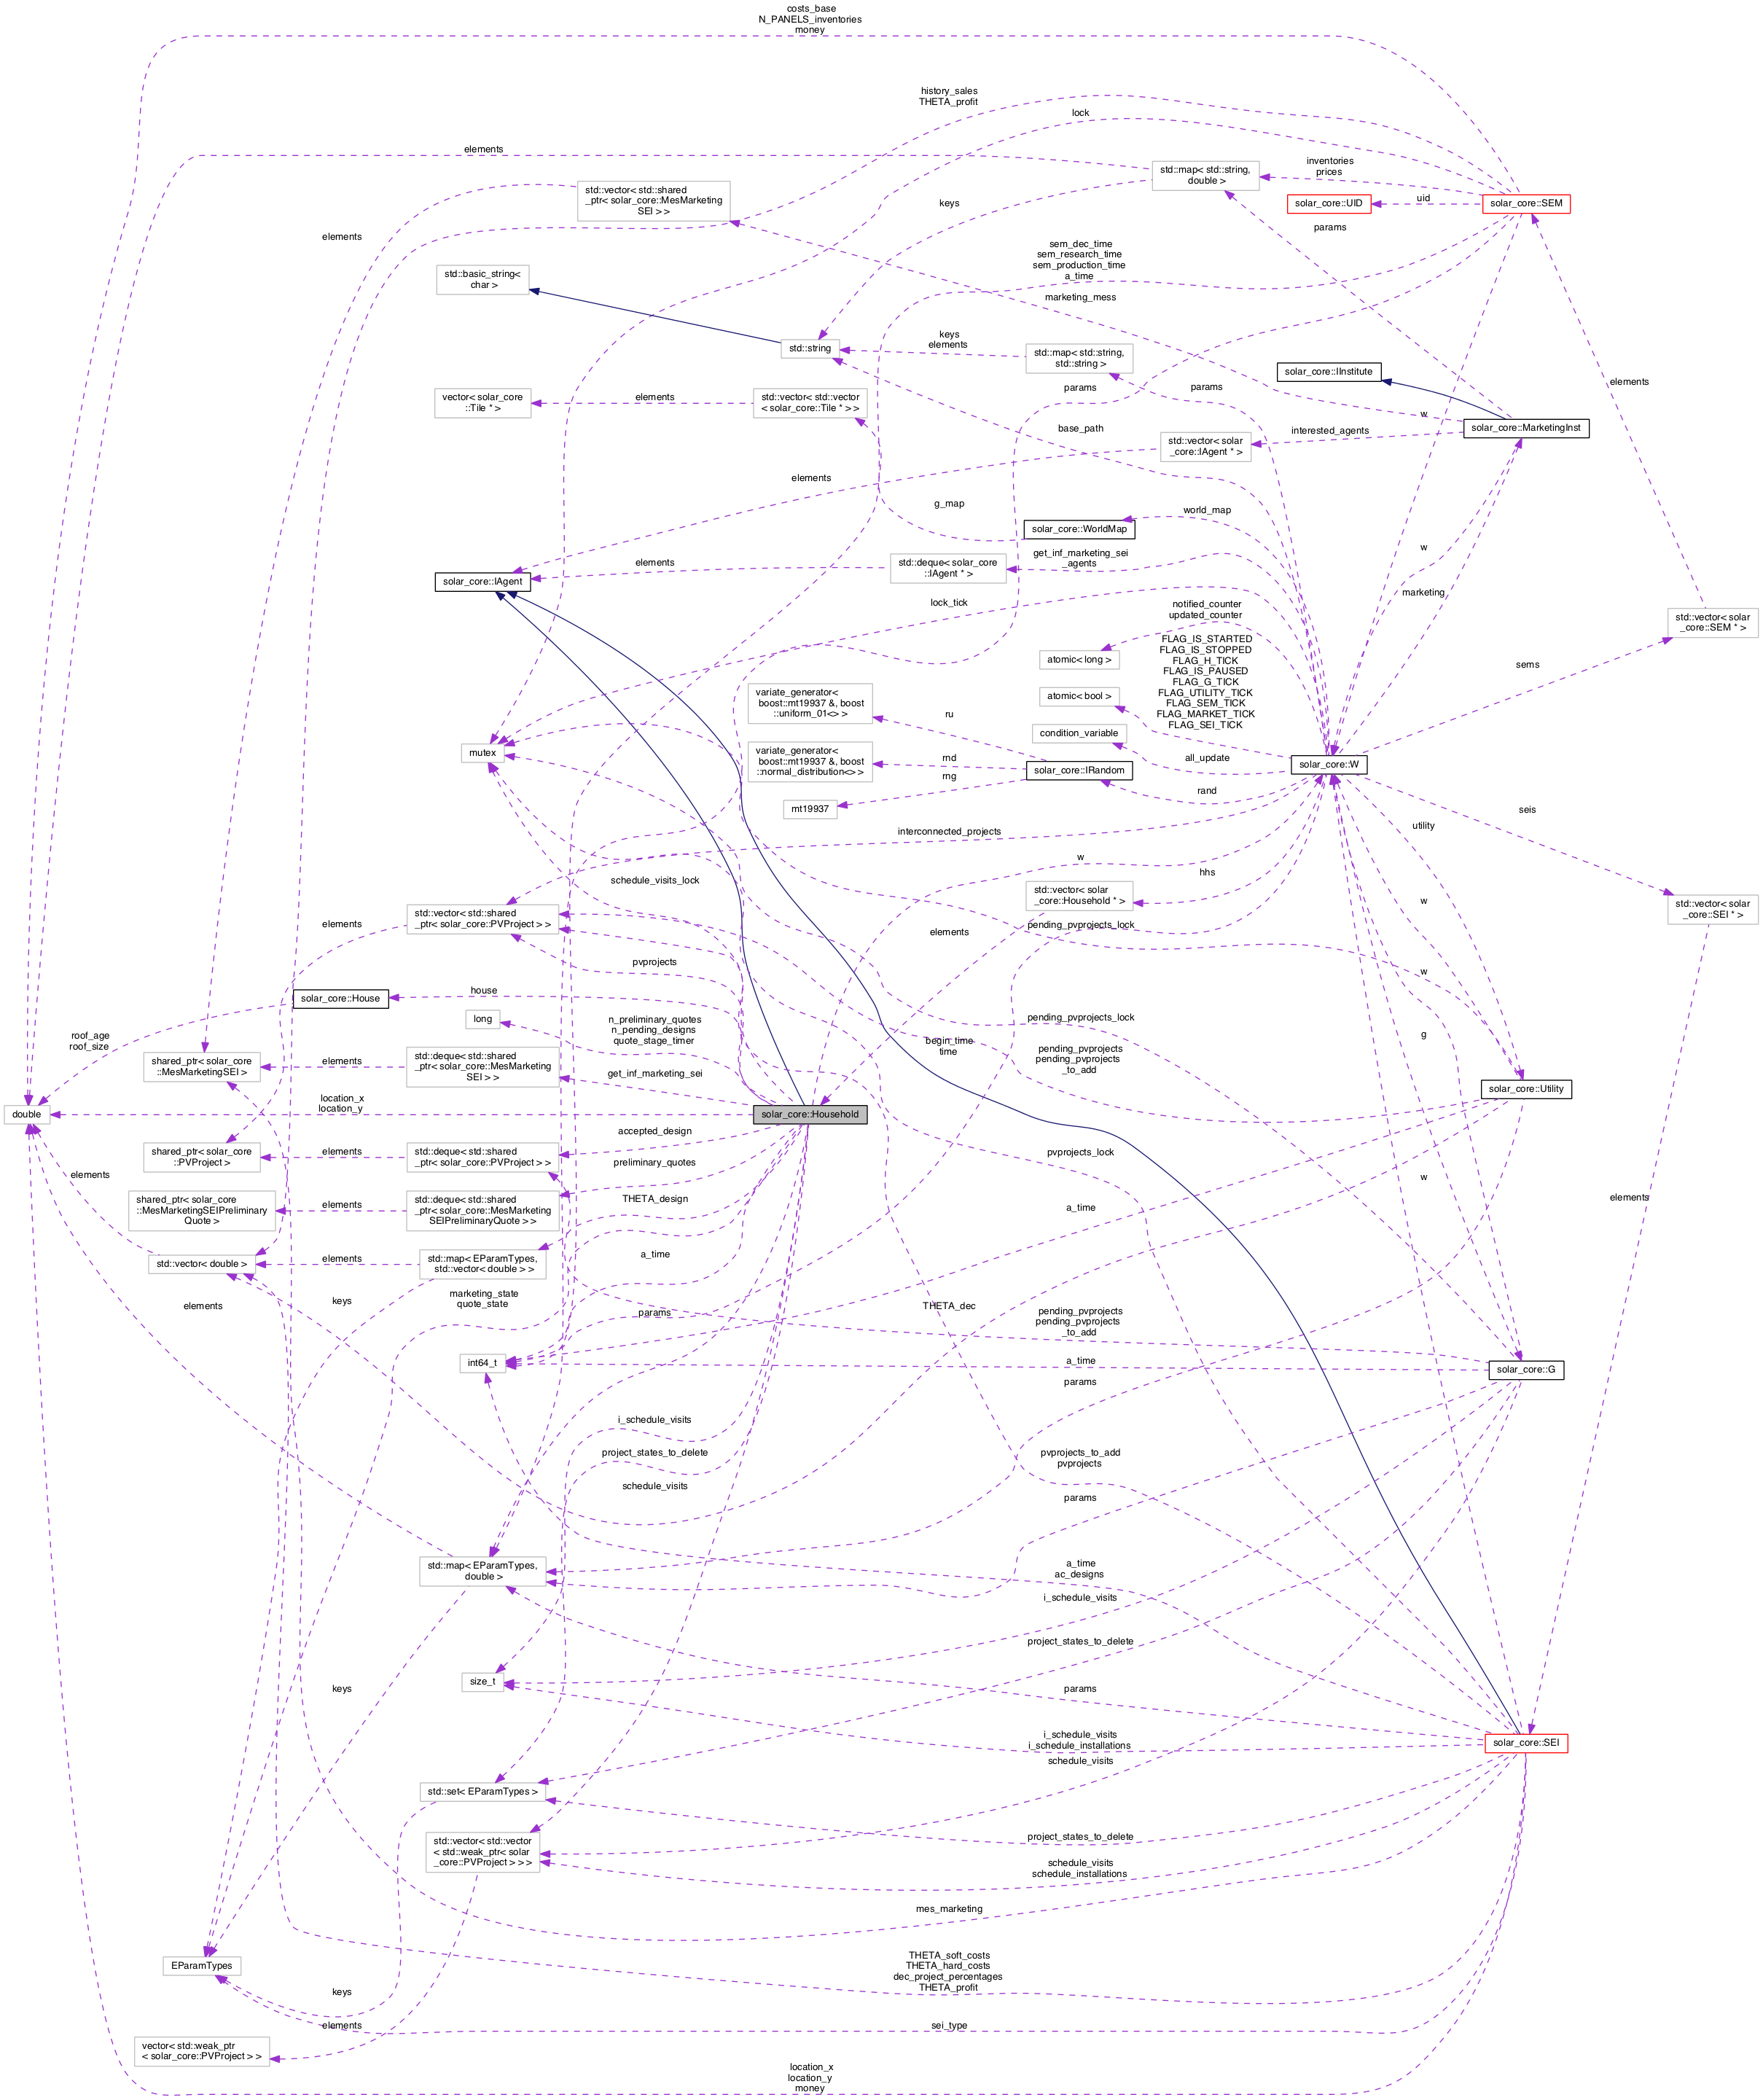 costs_base
N_PANELS_inventories
money
history_sales
THETA_profit
lock
elements
std::map< std::string,
double >
inventories
prices
std::vector< std::shared
_ptr< solar_core::MesMarketing
SEI > >
solar_core::UID
uid
solar_core::SEM
keys
params
elements
sem_dec_time
sem_research_time
sem_production_time
a_time
std::basic_string<
char >
marketing_mess
std::string
keys
elements
std::map< std::string,
std::string >
solar_core::IInstitute
elements
vector< solar_core
::Tile * >
elements
std::vector< std::vector
< solar_core::Tile * > >
params
params
w
base_path
interested_agents
solar_core::MarketingInst
std::vector< solar
_core::IAgent * >
elements
g_map
world_map
solar_core::WorldMap
w
get_inf_marketing_sei
agents
elements
std::deque< solar_core
::IAgent * >
solar_core::IAgent
marketing
lock_tick
notified_counter
updated_counter
std::vector< solar
_core::SEM * >
FLAG_IS_STARTED
FLAG_IS_STOPPED
FLAG_H_TICK
FLAG_IS_PAUSED
FLAG_G_TICK
FLAG_UTILITY_TICK
FLAG_SEM_TICK
FLAG_MARKET_TICK
FLAG_SEI_TICK
atomic< long >
sems
variate_generator<
boost::mt19937 &, boost
::uniform_01<> >
atomic< bool >
ru
condition_variable
mutex
variate_generator<
boost::mt19937 &, boost
::normal_distribution<> >
rnd
all_update
solar_core::W
solar_core::IRandom
rng
rand
mt19937
seis
utility
interconnected_projects
w
hhs
schedule_visits_lock
std::vector< solar
_core::Household * >
w
std::vector< solar
_core::SEI * >
std::vector< std::shared
_ptr< solar_core::PVProject > >
elements
elements
pending_pvprojects_lock
pvprojects
w
solar_core::House
house
long
n_preliminary_quotes
n_pending_designs
quote_stage_timer
pending_pvprojects_lock
roof_age
roof_size
begin_time
time
g
pending_pvprojects
pending_pvprojects
_to_add
shared_ptr< solar_core
::MesMarketingSEI >
elements
std::deque< std::shared
_ptr< solar_core::MesMarketing
SEI > >
get_inf_marketing_sei
solar_core::Utility
double
location_x
location_y
solar_core::Household
accepted_design
shared_ptr< solar_core
::PVProject >
elements
std::deque< std::shared
_ptr< solar_core::PVProject > >
pvprojects_lock
preliminary_quotes
elements
w
shared_ptr< solar_core
::MesMarketingSEIPreliminary
Quote >
elements
std::deque< std::shared
_ptr< solar_core::MesMarketing
SEIPreliminaryQuote > >
THETA_design
a_time
elements
std::vector< double >
elements
std::map< EParamTypes,
std::vector< double > >
a_time
keys
marketing_state
quote_state
elements
params
THETA_dec
pending_pvprojects
pending_pvprojects
_to_add
int64_t
a_time
solar_core::G
params
i_schedule_visits
project_states_to_delete
pvprojects_to_add
pvprojects
schedule_visits
params
std::map< EParamTypes,
double >
a_time
ac_designs
i_schedule_visits
project_states_to_delete
keys
size_t
params
i_schedule_visits
i_schedule_installations
solar_core::SEI
schedule_visits
std::set< EParamTypes >
project_states_to_delete
std::vector< std::vector
< std::weak_ptr< solar
_core::PVProject > > >
schedule_visits
schedule_installations
mes_marketing
EParamTypes
THETA_soft_costs
THETA_hard_costs
dec_project_percentages
THETA_profit
keys
elements
sei_type
vector< std::weak_ptr
< solar_core::PVProject > >
location_x
location_y
money